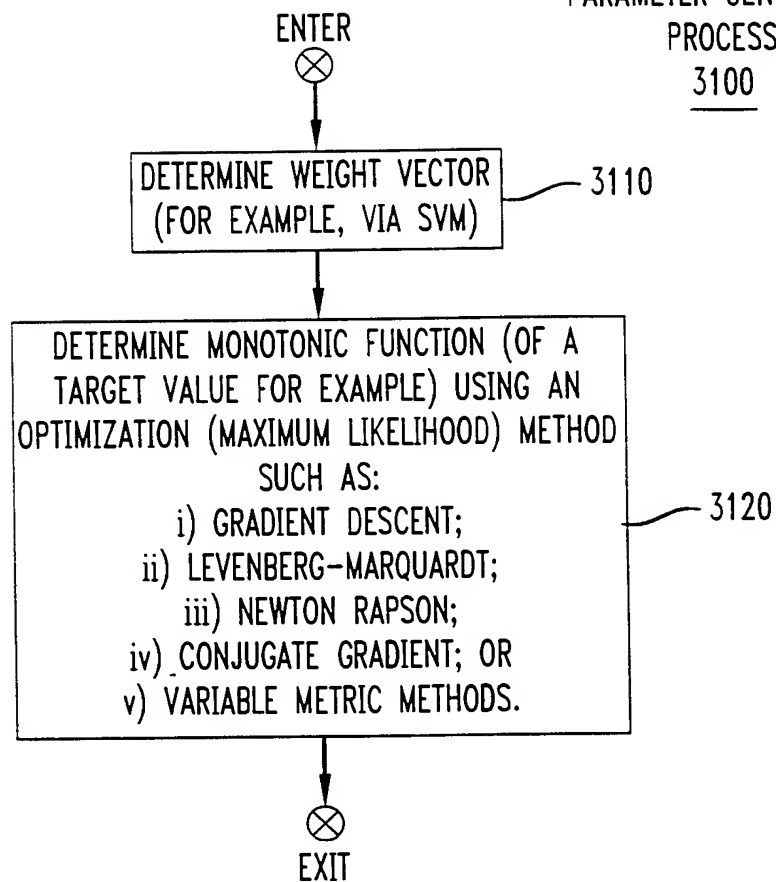 PROCESS
3100
ENTER
DETERMINE WEIGHT VECTOR
(FOR EXAMPLE, VIA SVM)
3110
DETERMINE MONOTONIC FUNCTION (OF A
TARGET VALUE FOR EXAMPLE) USING AN
OPTIMIZATION (MAXIMUM LIKELIHOOD) METHOD
SUCH AS:
i) GRADIENT DESCENT;
ii) LEVENBERG-MARQUARDT;
iii) NEWTON RAPSON;
iv) CONJUGATE GRADIENT; OR
v) VARIABLE METRIC METHODS.
3120
EXIT